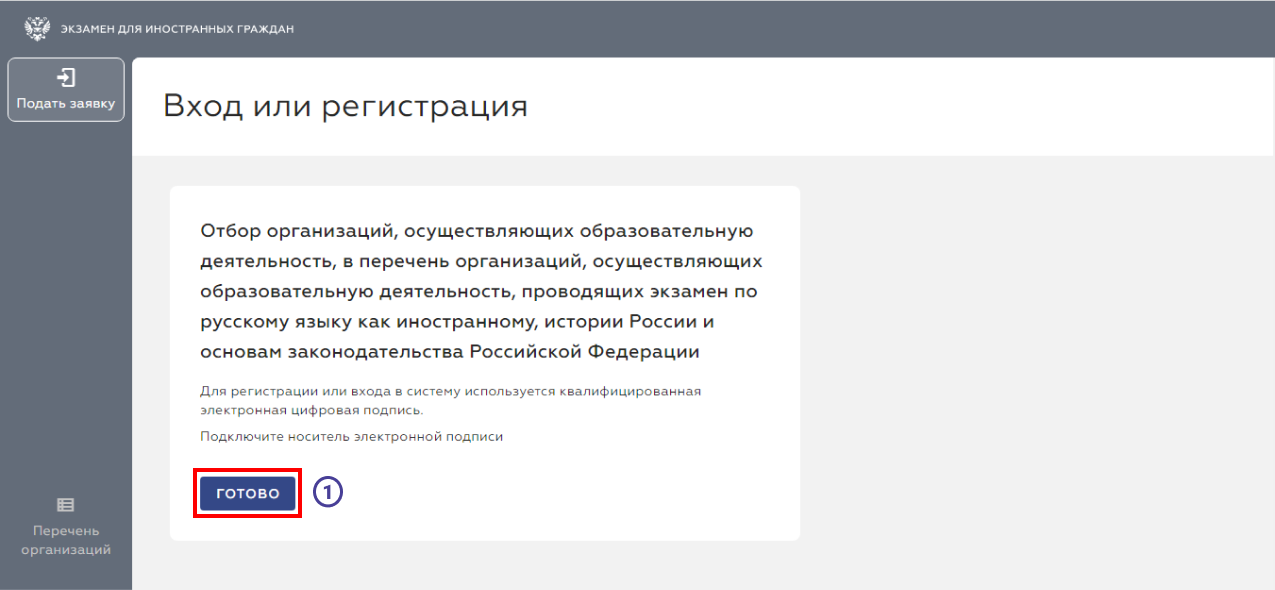 ЭКЗАМЕН ДЛЯ ИНОСТРАННЫХ ГРАЖДАН
Подать заявку
Вход или регистрация
Отбор организаций, осуществляющих образовательную
деятельность, в перечень организаций, осуществляющих
образовательную деятельность, проводящих экзамен по
русскому языку как иностранному, истории России и
основам законодательства Российской Федерации
Для регистрации или входа в систему используется квалифицированная
электронная цифровая подпись.
Подключите носитель электронной подписи
ГОТОВО
1
Перечень
организаций